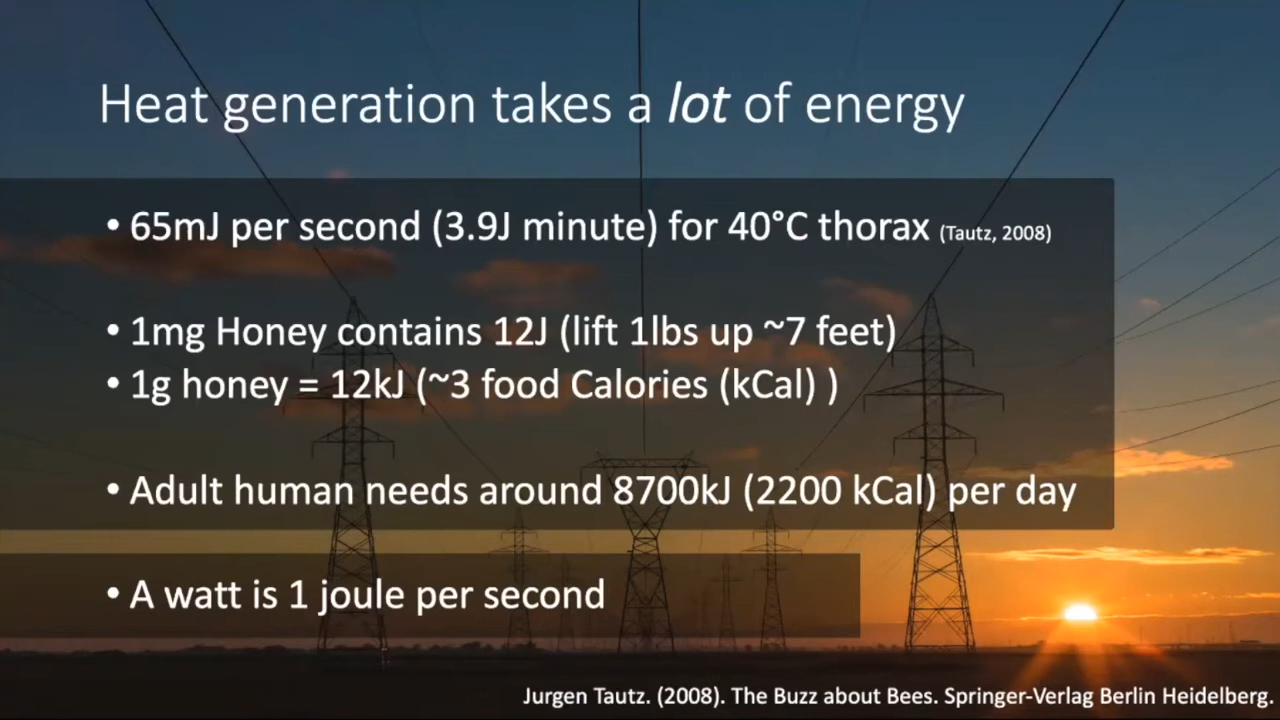 Heat generation takes a lot of energy
• 65mJ per second (3.9J minute) for 40°C thorax (Tautz, 2008)
• 1mg Honey contains 12J (lift 1lbs up ~7 feet)
• 1g honey = 12kJ (~3 food Calories (kCal) )
• Adult human needs around 8700kJ (2200 kCal) per day
• A watt is 1 joule per second
Jurgen Tautz. (2008). The Buzz about Bees. Springer-Verlag Berlin Heidelberg.